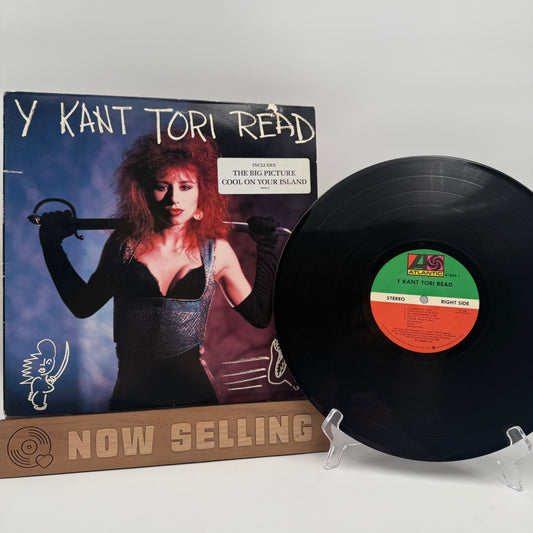 Y KANT TORI READ
INCLUDES
THE BIG PICTURE
COOL ON YOUR ISLAND
ATLANTIC
Y KANT TORI READ
STEREO
RIGHT SIDE
NOW SELLING